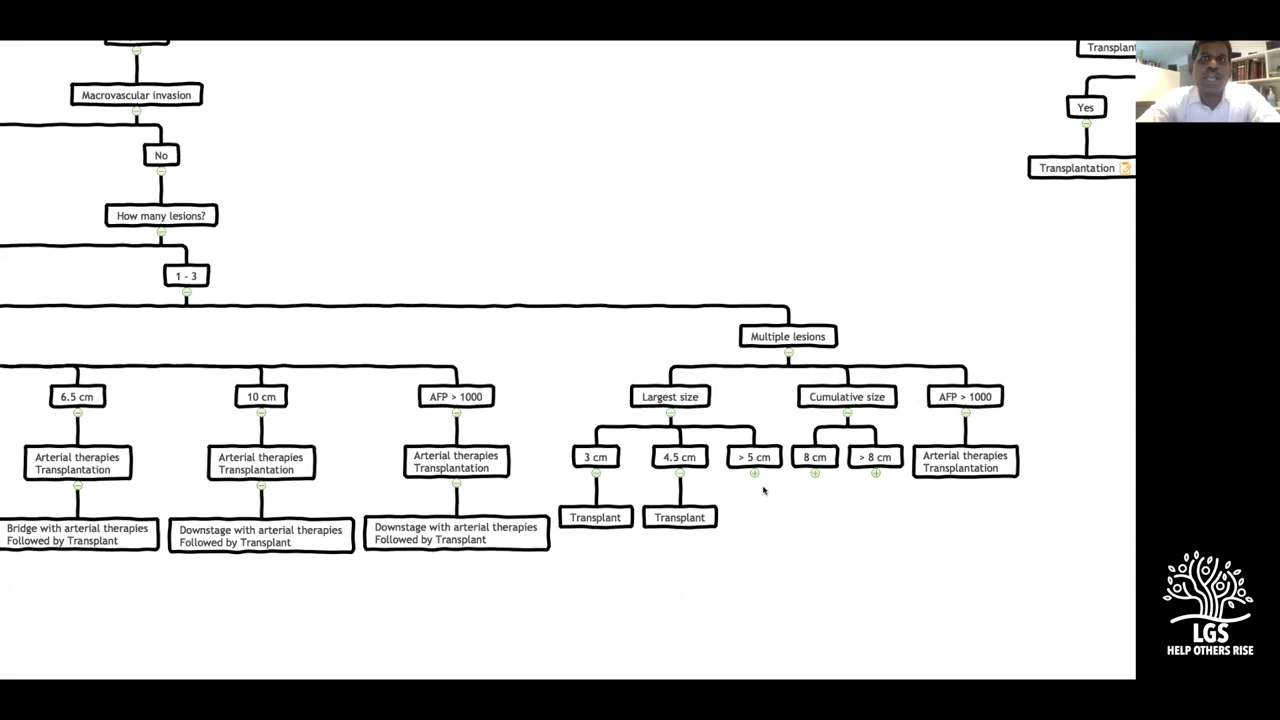 Transplant
Macrovascular invasion
Yes
No
Transplantation
How many lesions?
1 - 3
Multiple lesions
6.5 cm
10 cm
AFP > 1000
Largest size
Cumulative size
AFP > 1000
Arterial therapies
Transplantation
Arterial therapies
Transplantation
Arterial therapies
Transplantation
3 cm
4.5 cm
> 5 cm
8 cm
> 8 cm
Arterial therapies
Transplantation
Bridge with arterial therapies
Followed by Transplant
Downstage with arterial therapies
Followed by Transplant
Downstage with arterial therapies
Followed by Transplant
Transplant
Transplant
LGS
HELP OTHERS RISE